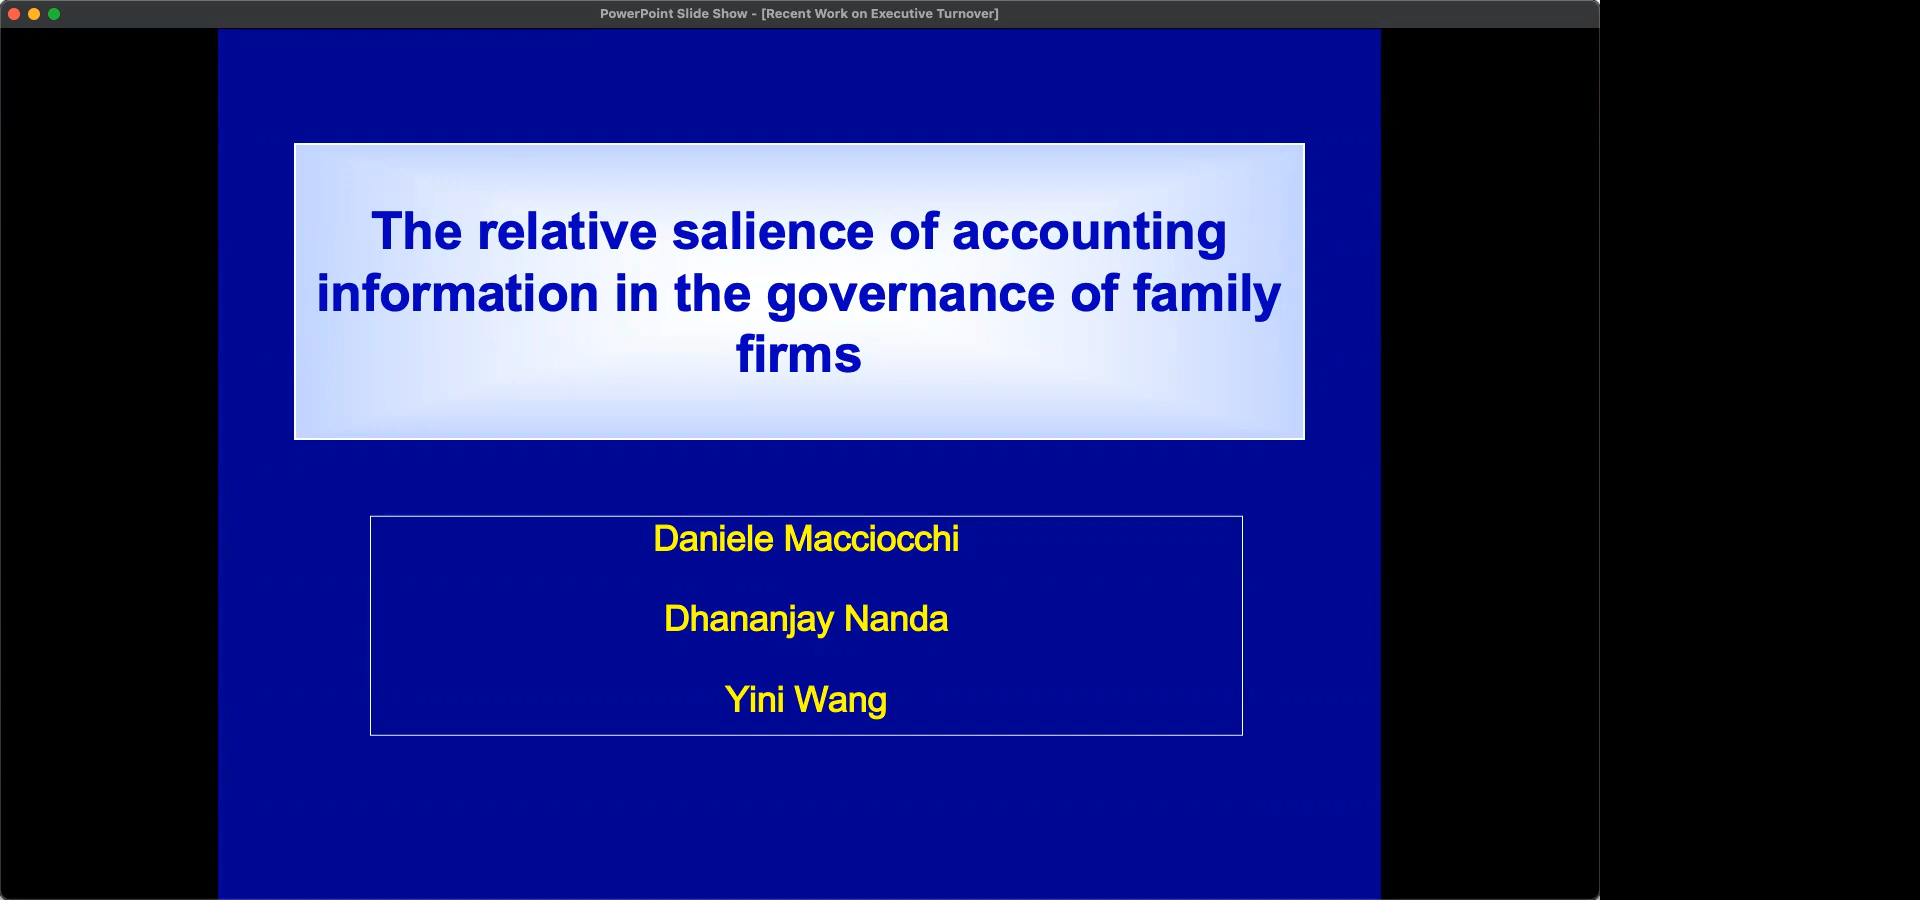 PowerPoint Slide Show - [Recent Work on Executive Turnover]
The relative salience of accounting
information in the governance of family
firms
Daniele Macciocchi
Dhananjay Nanda
Yini Wang